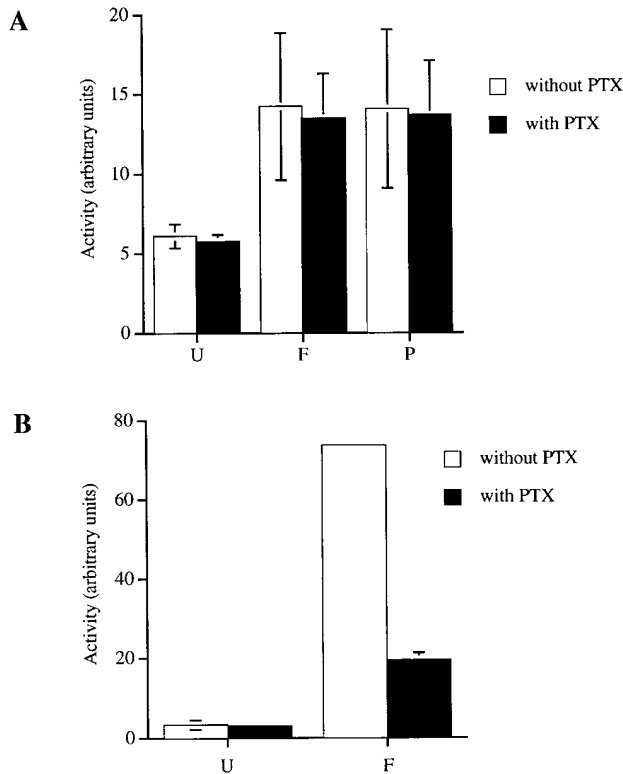 A
Activity (arbitrary units)
20
15
10
5
0
U F P
without PTX
with PTX
B
Activity (arbitrary units)
80
60
40
20
0
U F
without PTX
with PTX